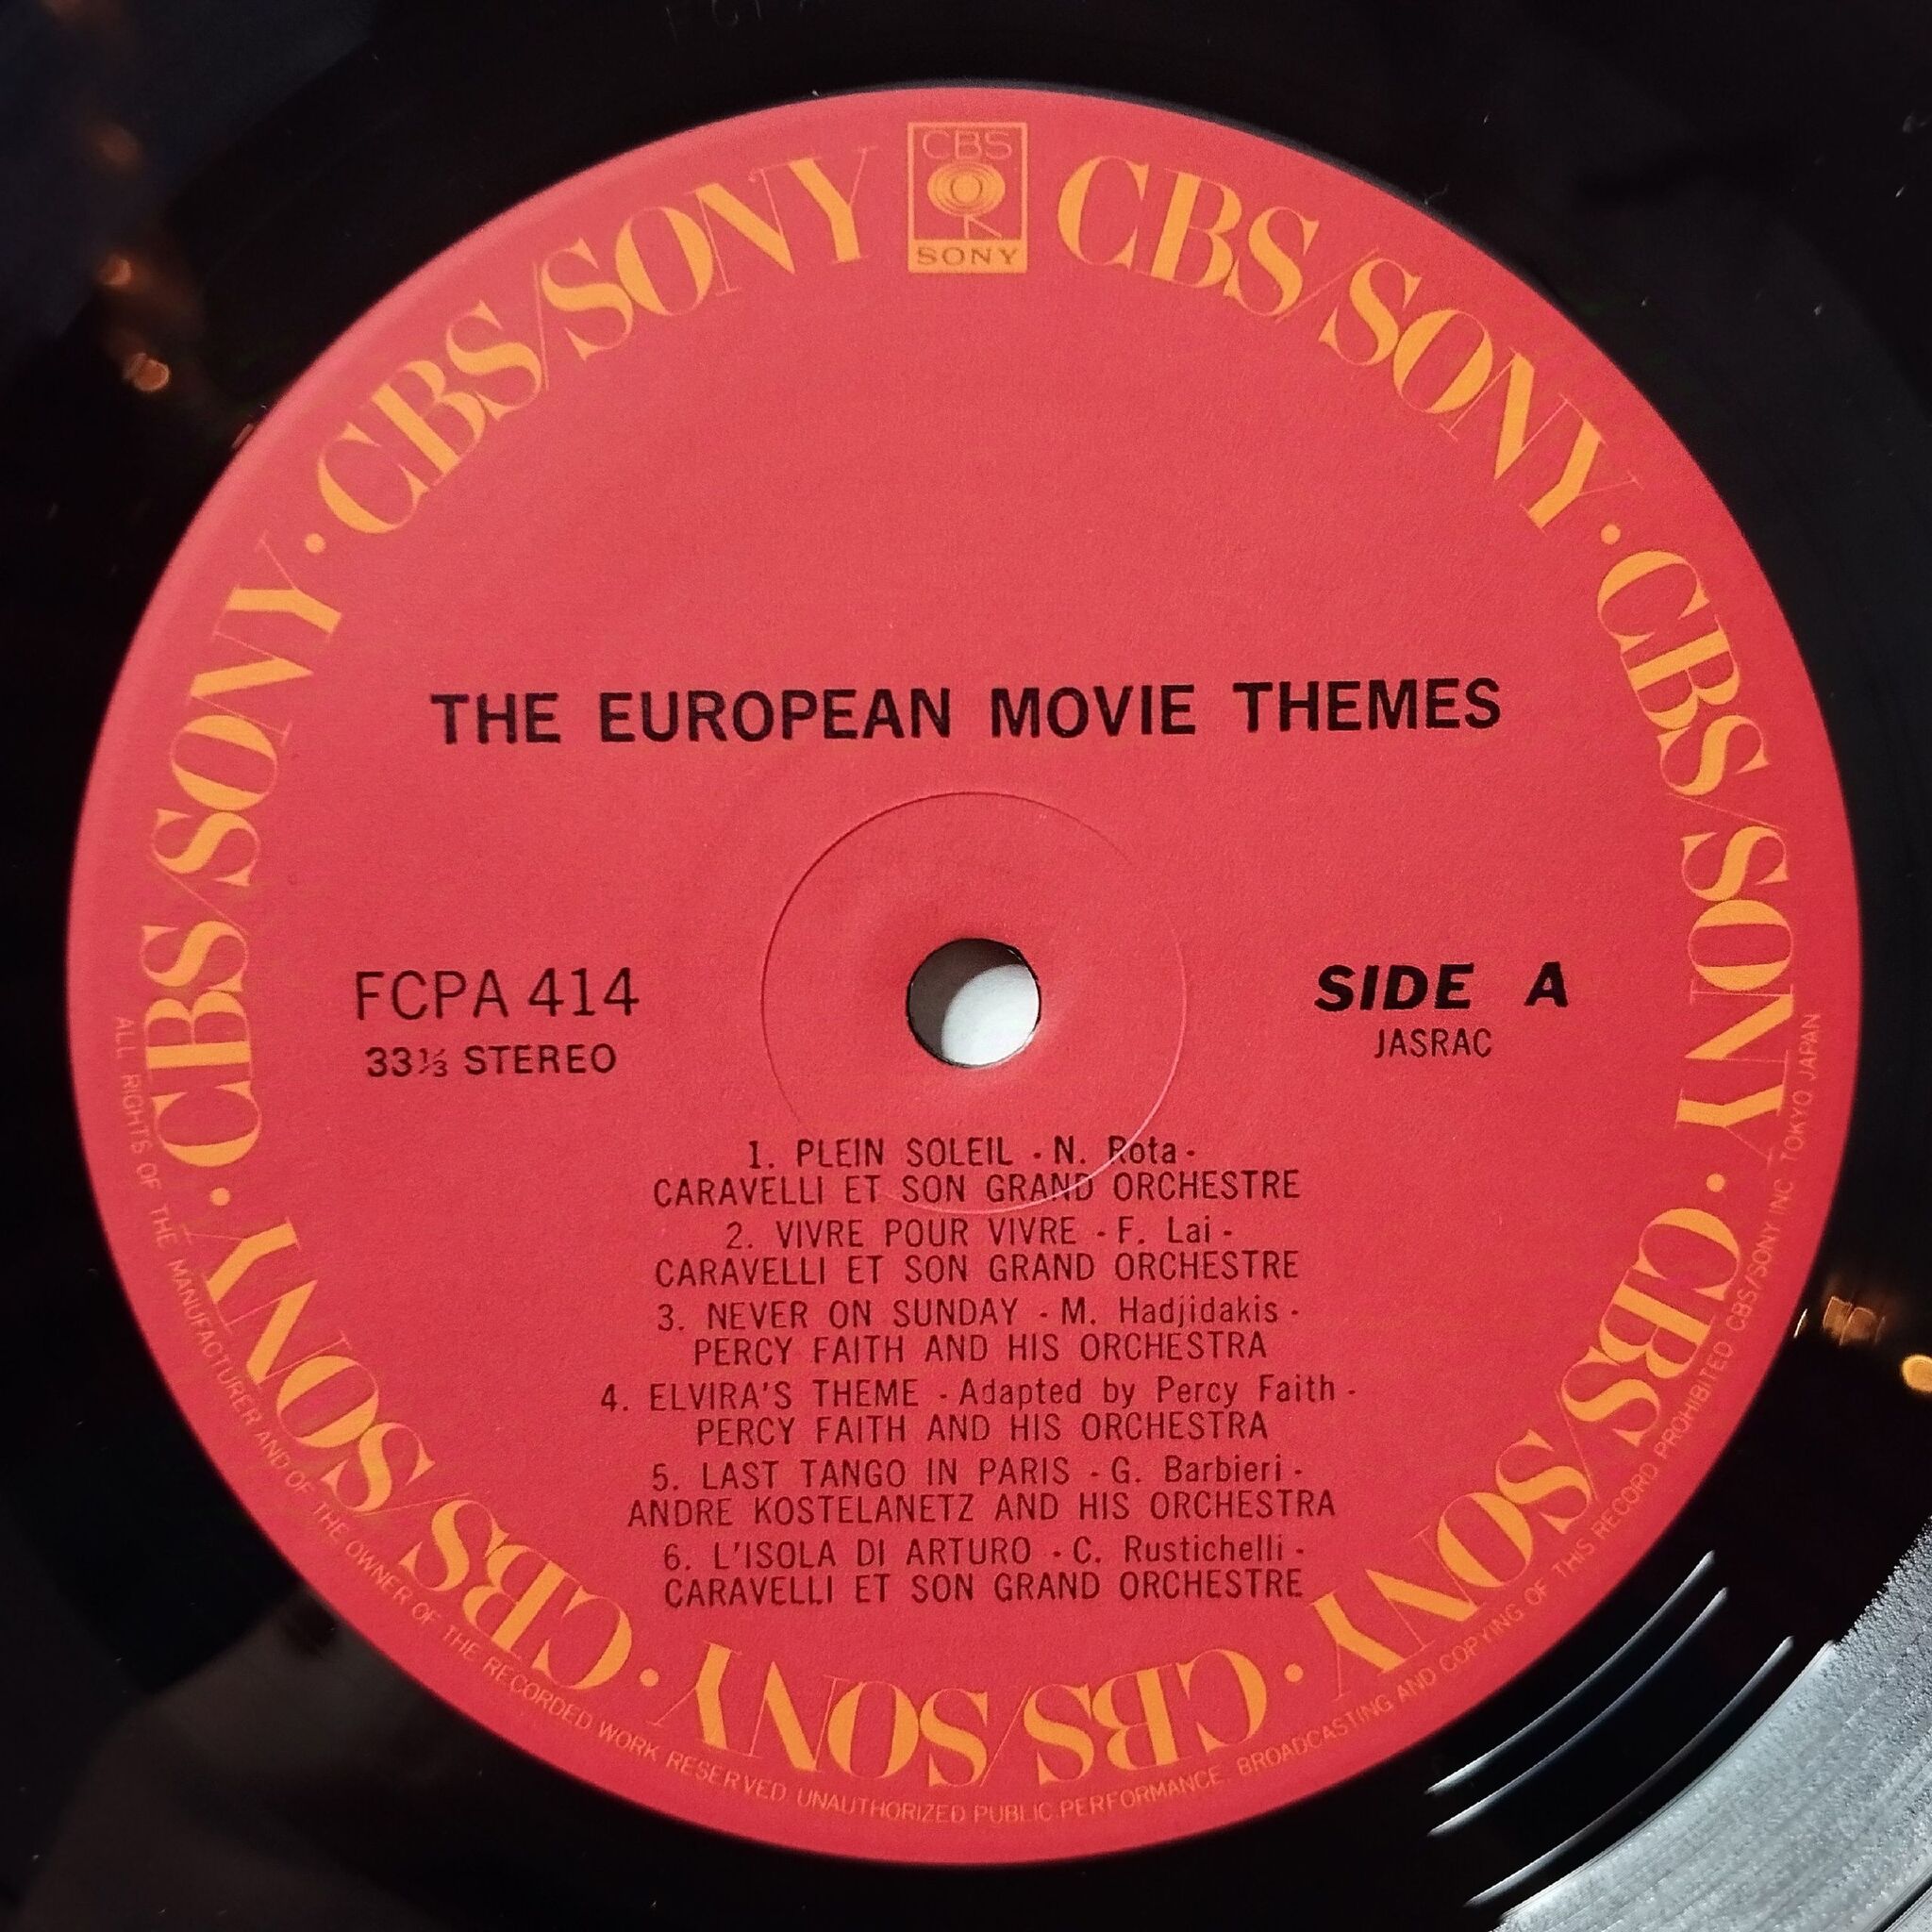 CBS
SONY
CBS/SONY · CBS/SONY · CBS/SONY · CBS/SONY · CBS/SONY · CBS/SONY · CBS/SONY · CBS/SONY
THE EUROPEAN MOVIE THEMES
FCPA 414
33⅓ STEREO
SIDE A
JASRAC
1. PLEIN SOLEIL - N. Rota -
CARAVELLI ET SON GRAND ORCHESTRE
2. VIVRE POUR VIVRE - F. Lai -
CARAVELLI ET SON GRAND ORCHESTRE
3. NEVER ON SUNDAY - M. Hadjidakis -
PERCY FAITH AND HIS ORCHESTRA
4. ELVIRA'S THEME - Adapted by Percy Faith -
PERCY FAITH AND HIS ORCHESTRA
5. LAST TANGO IN PARIS - G. Barbieri -
ANDRE KOSTELANETZ AND HIS ORCHESTRA
6. L'ISOLA DI ARTURO - C. Rustichelli -
CARAVELLI ET SON GRAND ORCHESTRE
ALL RIGHTS OF THE MANUFACTURER AND OF THE OWNER OF THE RECORDED WORK RESERVED UNAUTHORIZED PUBLIC PERFORMANCE. BROADCASTING AND COPYING OF THIS RECORD PROHIBITED CBS/SONY INC. TOKYO, JAPAN